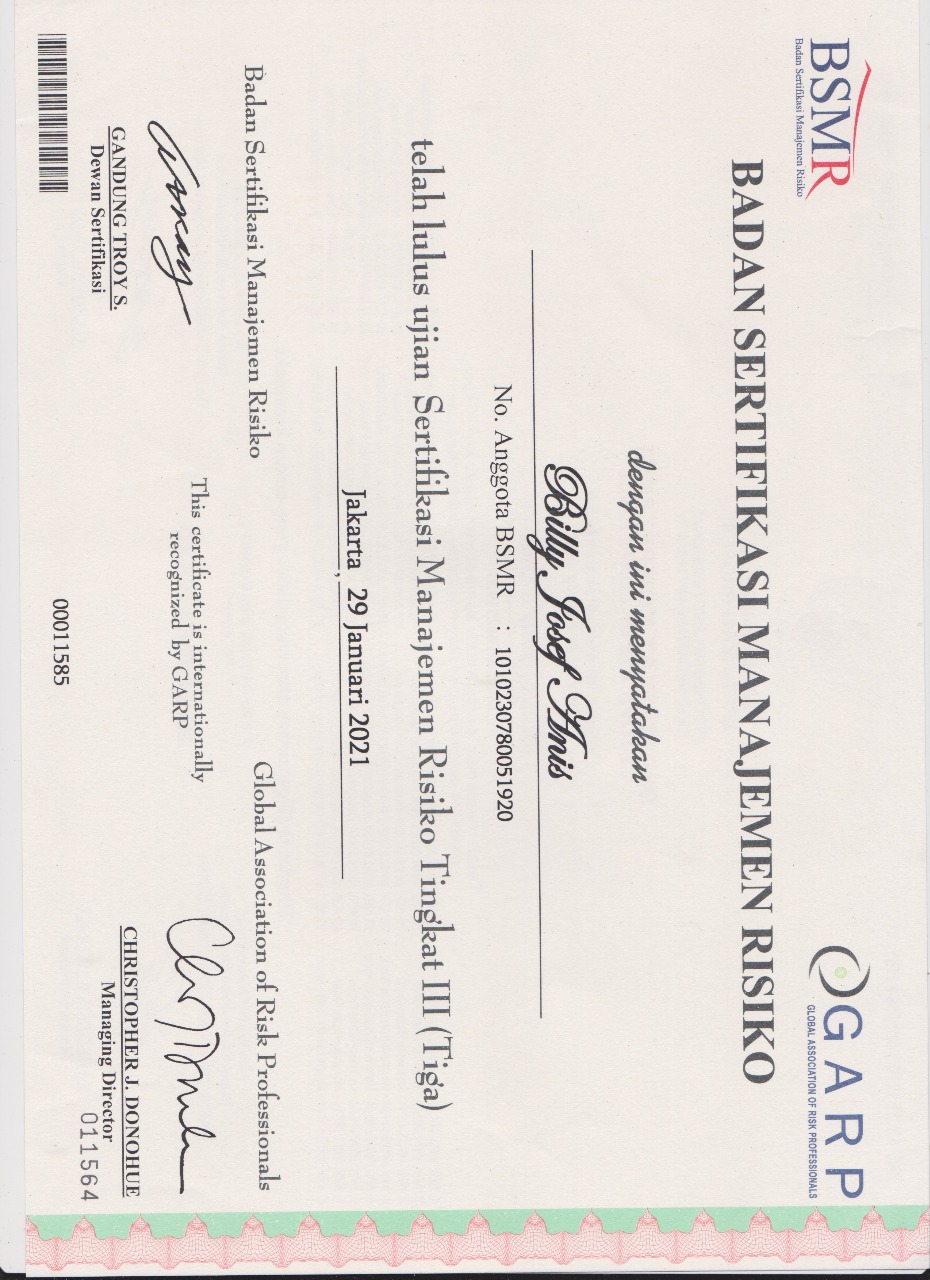 BSMR
Badan Sertifikasi Manajemen Risiko
GARP
GLOBAL ASSOCIATION OF RISK PROFESSIONALS
BADAN SERTIFIKASI MANAJEMEN RISIKO
dengan ini menyatakan
Billy Josef Anis
No. Anggota BSMR : 101023078005192​0
telah lulus ujian Sertifikasi Manajemen Risiko Tingkat III (Tiga)
Jakarta, 29 Januari 2021
Badan Sertifikasi Manajemen Risiko
Global Association of Risk Professionals
This certificate is internationally
recognized by GARP
GANDUNG TROY S.
Dewan Sertifikasi
CHRISTOPHER J. DONOHUE
Managing Director
00011585
011564